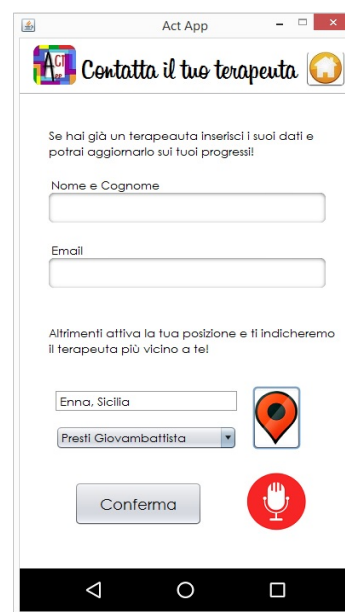 Act App
ACT
App
Contatta il tuo terapeuta
Se hai già un terapeauta inserisci i suoi dati e
potrai aggiornarlo sui tuoi progressi!
Nome e Cognome
Email
Altrimenti attiva la tua posizione e ti indicheremo
il terapeuta più vicino a te!
Enna, Sicilia
Presti Giovambattista
Conferma